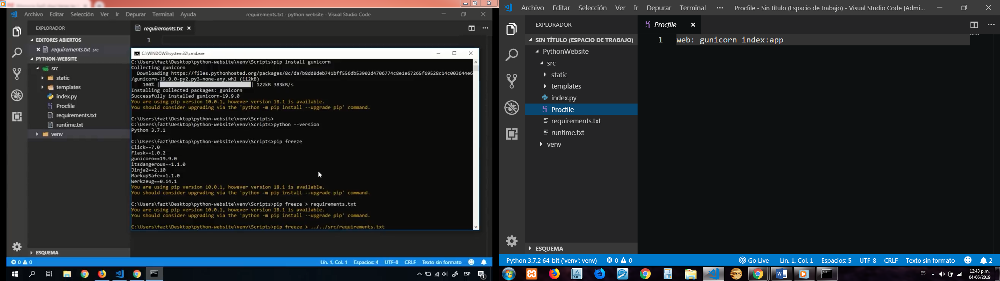 Archivo Editar Selección Ver Ir Depurar Terminal Ayuda
requirements.txt - python-website - Visual Studio Code
EXPLORADOR
EDITORES ABIERTOS
requirements.txt src
PYTHON-WEBSITE
src
static
templates
index.py
Procfile
requirements.txt
runtime.txt
venv
ESQUEMA
requirements.txt
1
C:\WINDOWS\system32\cmd.exe
C:\Users\fazt\Desktop\python-website\venv\Scripts>pip install gunicorn
Collecting gunicorn
Downloading https://files.pythonhosted.org/packages/8c/da/b8dd8deb741bff556db53902d4706774c8e1e67265f69528c14c003644e6
/gunicorn-19.9.0-py2.py3-none-any.whl (112kB)
100% | | 122kB 383kB/s
Installing collected packages: gunicorn
Successfully installed gunicorn-19.9.0
You are using pip version 10.0.1, however version 18.1 is available.
You should consider upgrading via the 'python -m pip install --upgrade pip' command.
C:\Users\fazt\Desktop\python-website\venv\Scripts>
C:\Users\fazt\Desktop\python-website\venv\Scripts>python --version
Python 3.7.1
C:\Users\fazt\Desktop\python-website\venv\Scripts>pip freeze
Click==7.0
Flask==1.0.2
gunicorn==19.9.0
itsdangerous==1.1.0
Jinja2==2.10
MarkupSafe==1.1.0
Werkzeug==0.14.1
You are using pip version 10.0.1, however version 18.1 is available.
You should consider upgrading via the 'python -m pip install --upgrade pip' command.
C:\Users\fazt\Desktop\python-website\venv\Scripts>pip freeze > requirements.txt
You are using pip version 10.0.1, however version 18.1 is available.
You should consider upgrading via the 'python -m pip install --upgrade pip' command.
C:\Users\fazt\Desktop\python-website\venv\Scripts>pip freeze > ../../src/requirements.txt
0 0
Lín. 1, Col. 1 Espacios: 4 UTF-8 CRLF Texto sin formato
ESP
1
Archivo Editar Selección Ver Ir Depurar Terminal ···
Procfile - Sin título (Espacio de trabajo) - Visual Studio Code [Admi...
EXPLORADOR
SIN TÍTULO (ESPACIO DE TRABAJO)
PythonWebsite
src
static
templates
index.py
Procfile
requirements.txt
runtime.txt
venv
ESQUEMA
Procfile
1 web: gunicorn index:app
Python 3.7.2 64-bit ('venv': venv) 0 0
Go Live Lín. 1, Col. 1 Espacios: 5 UTF-8 CRLF Texto sin formato 2
2011
ES
12:43 p.m.
04/06/2019